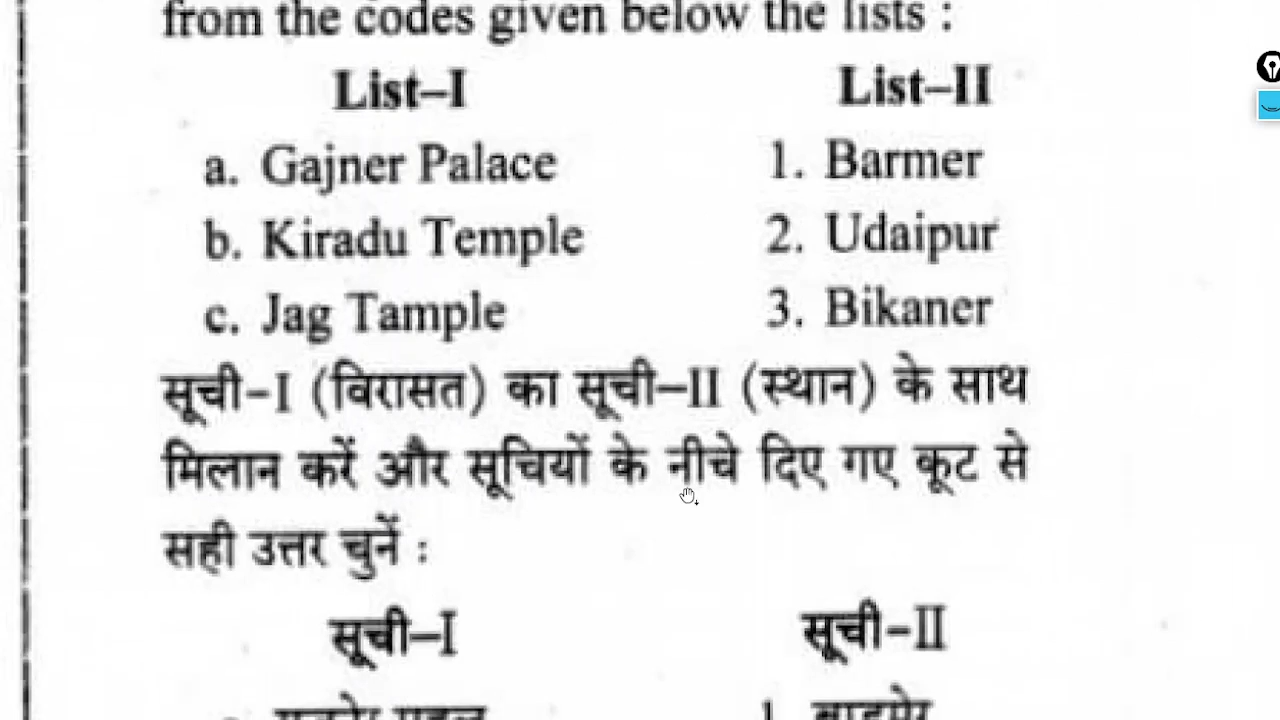 from the codes given below the lists :
List–I List–II
a. Gajner Palace 1. Barmer
b. Kiradu Temple 2. Udaipur
c. Jag Tample 3. Bikaner
सूची-I (विरासत) का सूची–II (स्थान) के साथ
मिलान करें और सूचियों के नीचे दिए गए कूट से
सही उत्तर चुनें :
सूची–I सूची-II
1. बाड़मेर